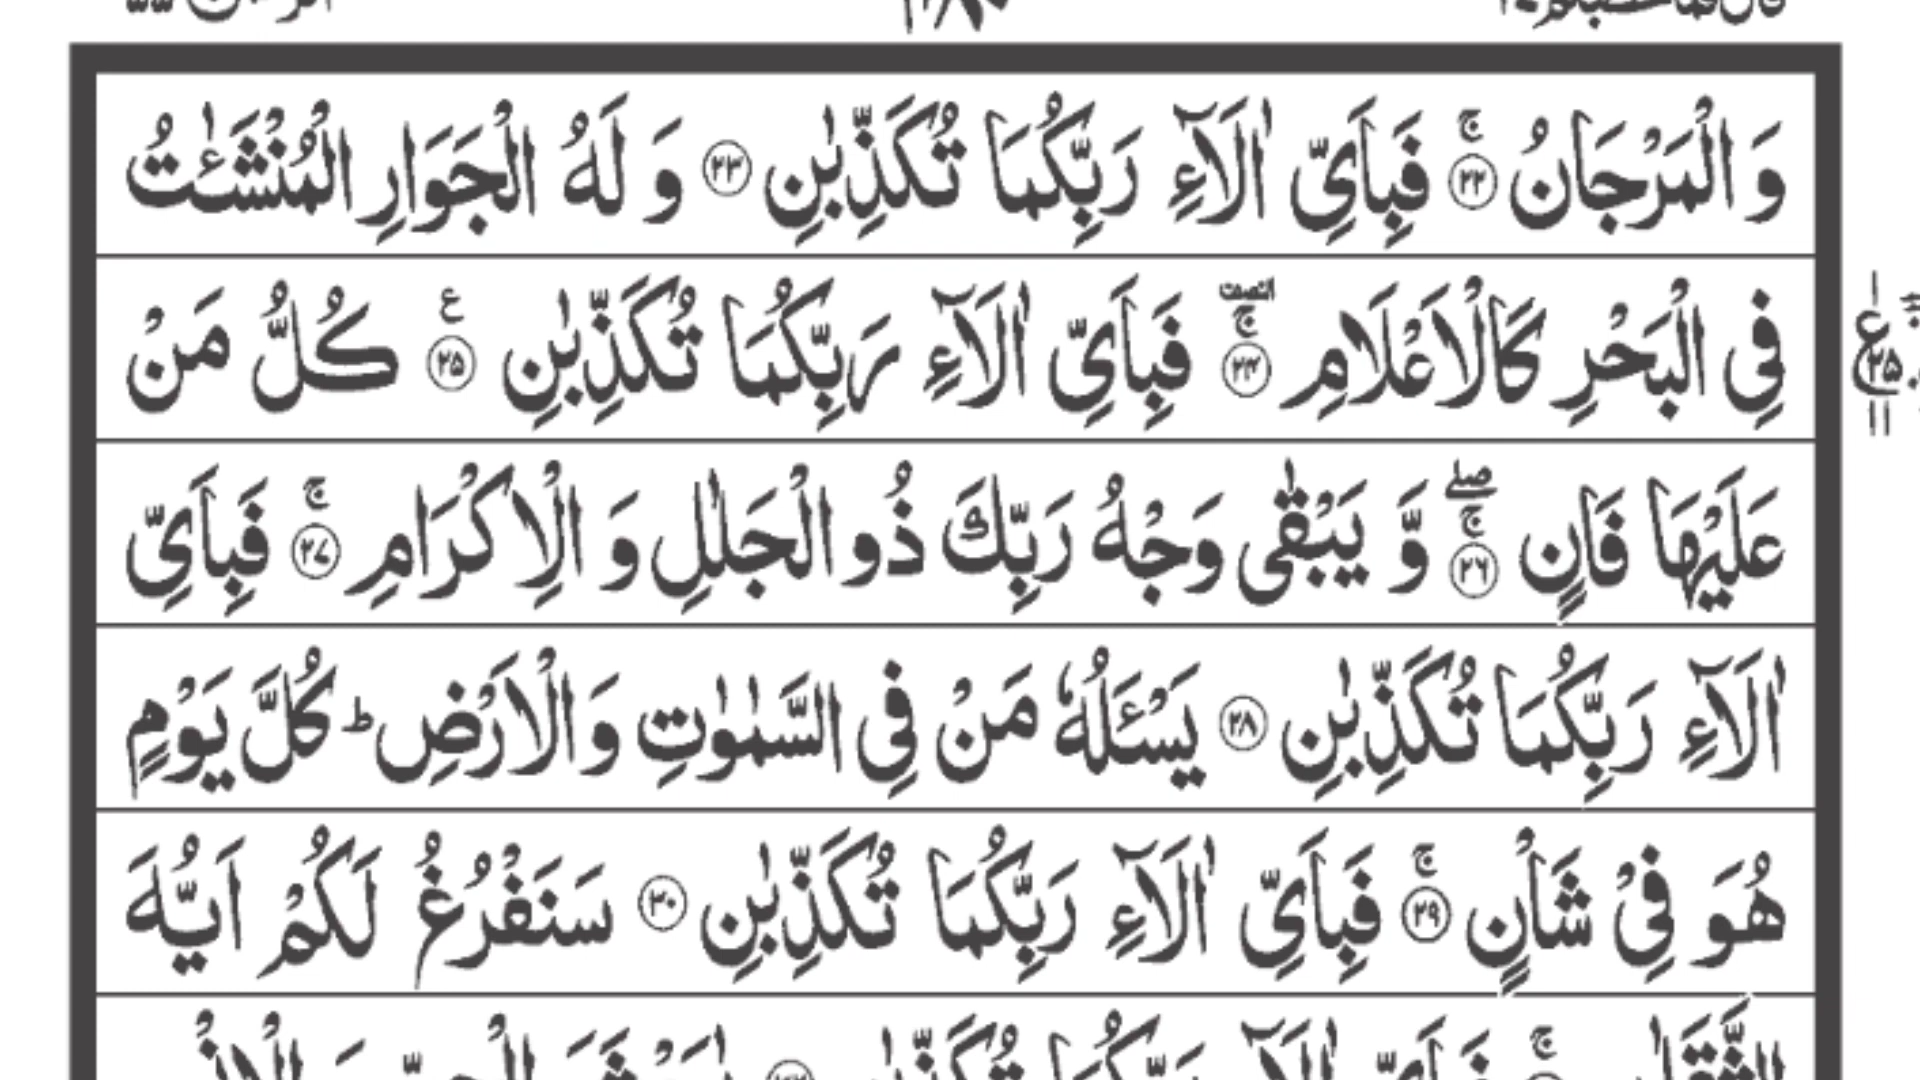 وَ الْمَرْجَانُ ۚ﴿۲۲﴾ فَبِاَیِّ اٰلَآءِ رَبِّكُمَا تُكَذِّبٰنِ ﴿۲۳﴾ وَ لَهُ الْجَوَارِ الْمُنْشَـٰٔتُ
فِی الْبَحْرِ كَالْاَعْلَامِ ۚ﴿۲۴﴾ فَبِاَیِّ اٰلَآءِ رَبِّكُمَا تُكَذِّبٰنِ ﴿۲۵﴾ ع كُلُّ مَنْ
عَلَیْهَا فَانٍ ۚۖ﴿۲۶﴾ وَّ یَبْقٰی وَجْهُ رَبِّكَ ذُو الْجَلٰلِ وَ الْاِكْرَامِ ۚ﴿۲۷﴾ فَبِاَیِّ
اٰلَآءِ رَبِّكُمَا تُكَذِّبٰنِ ﴿۲۸﴾ یَسْـَٔلُهٗ مَنْ فِی السَّمٰوٰتِ وَ الْاَرْضِ ؕ كُلَّ یَوْمٍ
هُوَ فِیْ شَاْنٍ ۚ﴿۲۹﴾ فَبِاَیِّ اٰلَآءِ رَبِّكُمَا تُكَذِّبٰنِ ﴿۳۰﴾ سَنَفْرُغُ لَكُمْ اَیُّهَ